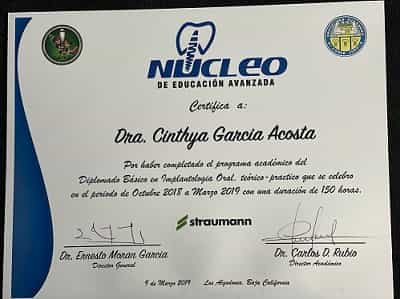 NÚCLEO
DE EDUCACIÓN AVANZADA
Certifica a:
Dra. Cinthya Garcia Acosta
Por haber completado el programa académico del
Diplomado Básico en Implantología Oral, teórico-practico que se celebro
en el periodo de Octubre 2018 a Marzo 2019 con una duración de 150 horas.
straumann
Dr. Ernesto Moran Garcia
Director General
Dr. Carlos D. Rubio
Director Académico
9 de Marzo 2019 Los Algodones, Baja California